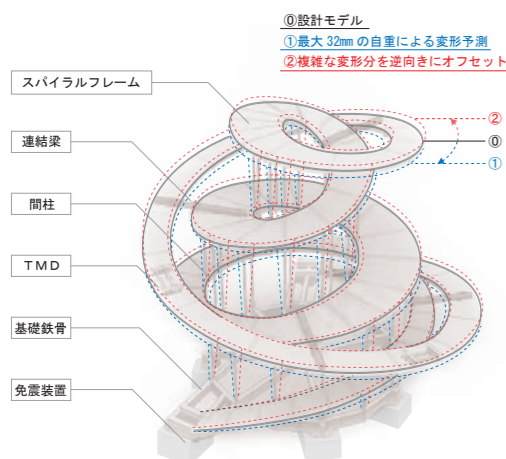 ⓪設計モデル
①最大 32mm の自重による変形予測
②複雑な変形分を逆向きにオフセット
スパイラルフレーム
②
連結梁
⓪
①
間柱
TMD
基礎鉄骨
免震装置